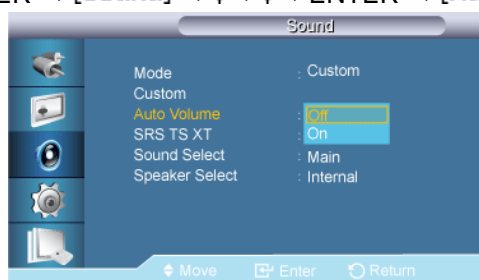 Sound
Mode : Custom
Custom
Auto Volume : Off
SRS TS XT : On
Sound Select : Main
Speaker Select : Internal
Move Enter Return